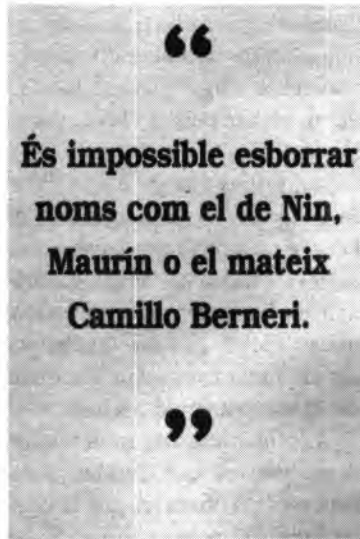 “
És impossible esborrar
noms com el de Nin,
Maurín o el mateix
Camillo Berneri.
”